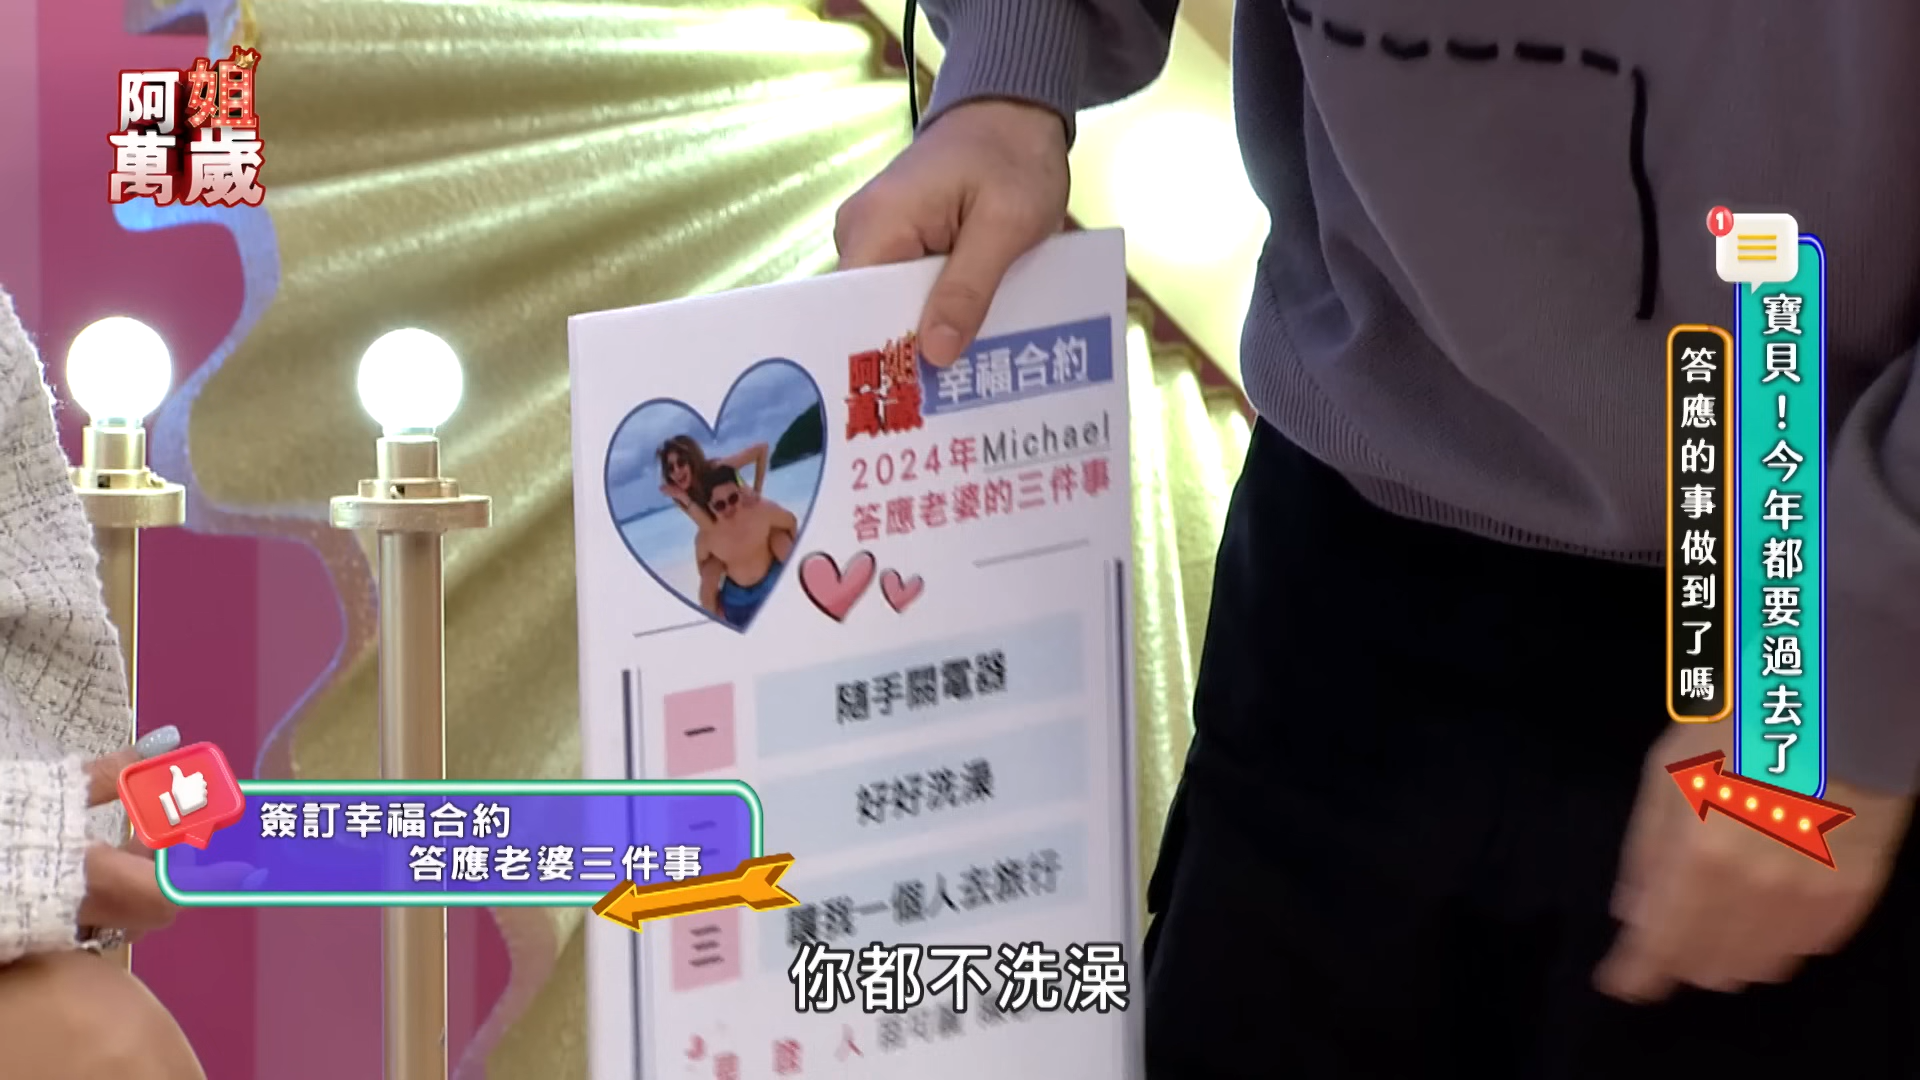 阿姐
萬歲
1
寶貝！今年都要過去了
答應的事做到了嗎
阿姐
萬歲
幸福合約
2024年Michael
答應老婆的三件事
一
隨手關電器
二
好好洗澡
三
讓我一個人去旅行
簽訂幸福合約
答應老婆三件事
你都不洗澡